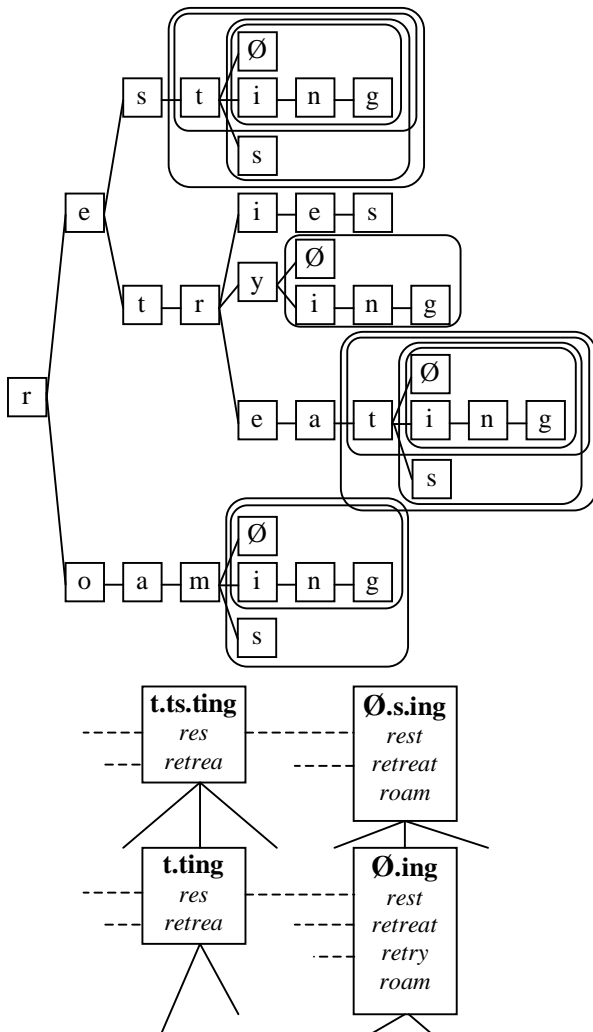 Ø
s t i n g
s
e i e s
Ø
t r y i n g
Ø
r
e a t i n g
s
Ø
o a m i n g
s
t.ts.ting
res
retrea
Ø.s.ing
rest
retreat
roam
t.ting
res
retrea
Ø.ing
rest
retreat
retry
roam